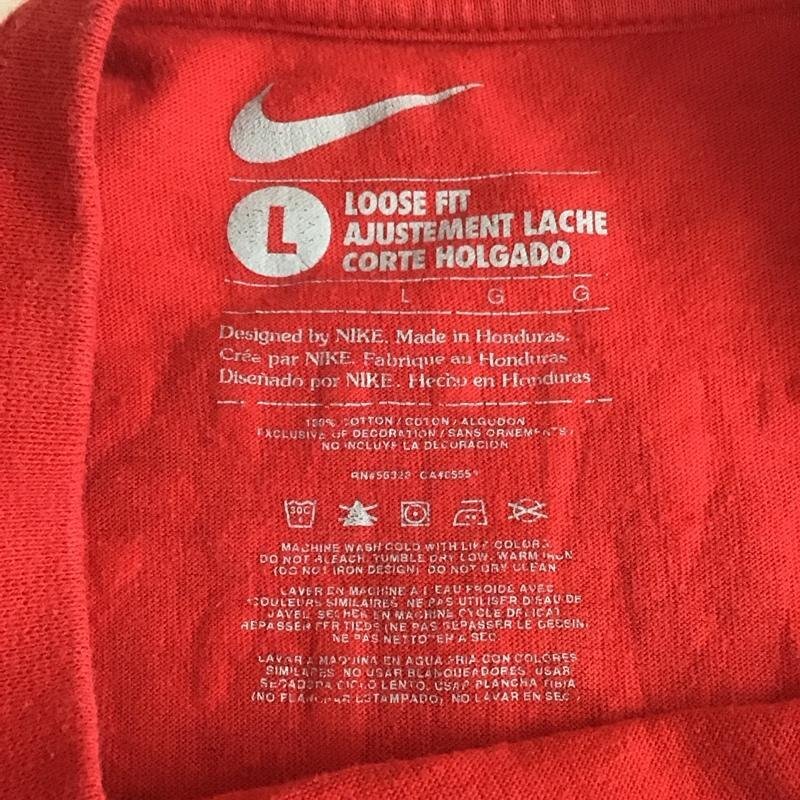 L
LOOSE FIT
AJUSTEMENT LACHE
CORTE HOLGADO
L G G
Designed by NIKE. Made in Honduras.
Créé par NIKE. Fabrique au Honduras
Diseñado por NIKE. Hecho en Honduras
100% COTTON / COTON / ALGODON
EXCLUSIVE OF DECORATION / SANS ORNEMENTS /
NO INCLUYE LA DECORACION
RN#56323
30C
MACHINE WASH COLD WITH LIKE COLORS.
DO NOT BLEACH. TUMBLE DRY LOW. WARM IRON.
(DO NOT IRON DESIGN) DO NOT DRY CLEAN.
LAVER EN MACHINE A L'EAU FROIDE AVEC
COULEURS SIMILAIRES. NE PAS UTILISER D'EAU DE
JAVEL. SECHER EN MACHINE CYCLE DELICAT.
REPASSER FER TIEDE (NE PAS REPASSER LE DESSIN)
NE PAS NETTOYER A SEC.
LAVAR A MAQUINA EN AGUA FRIA CON COLORES
SIMILARES. NO USAR BLANQUEADORES. USAR
SECADORA CICLO LENTO. USAR PLANCHA TIBIA
(NO PLANCHAR ESTAMPADO) NO LAVAR EN SECO.